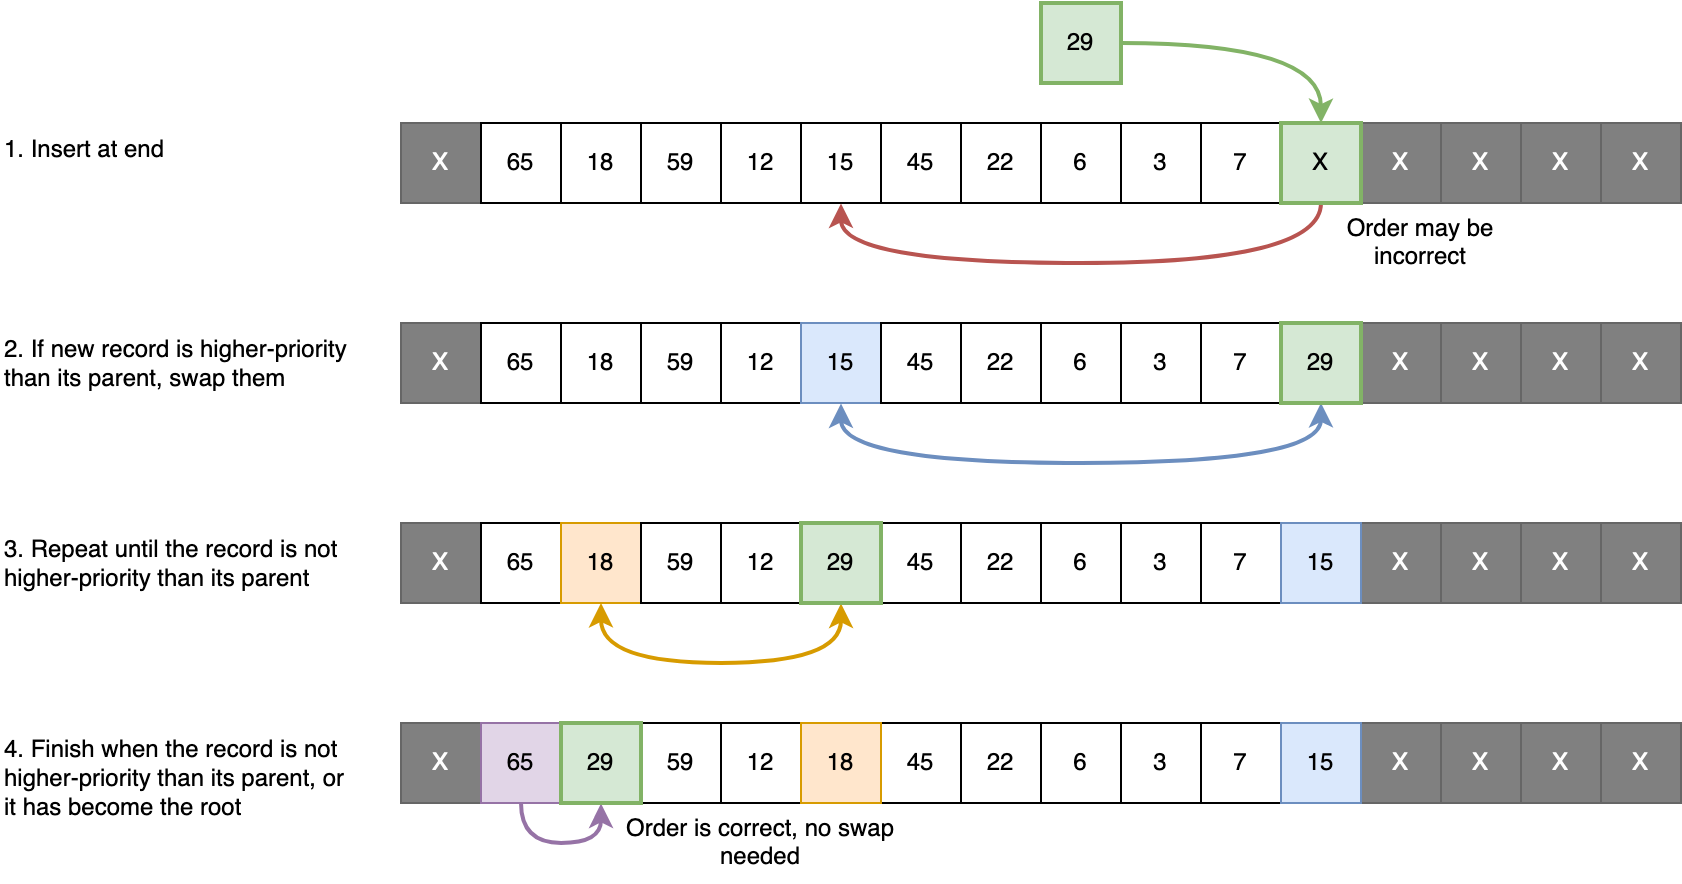 29
1. Insert at end
X 65 18 59 12 15 45 22 6 3 7 X X X X X
Order may be
incorrect
2. If new record is higher-priority
than its parent, swap them
X 65 18 59 12 15 45 22 6 3 7 29 X X X X
3. Repeat until the record is not
higher-priority than its parent
X 65 18 59 12 29 45 22 6 3 7 15 X X X X
4. Finish when the record is not
higher-priority than its parent, or
it has become the root
X 65 29 59 12 18 45 22 6 3 7 15 X X X X
Order is correct, no swap
needed